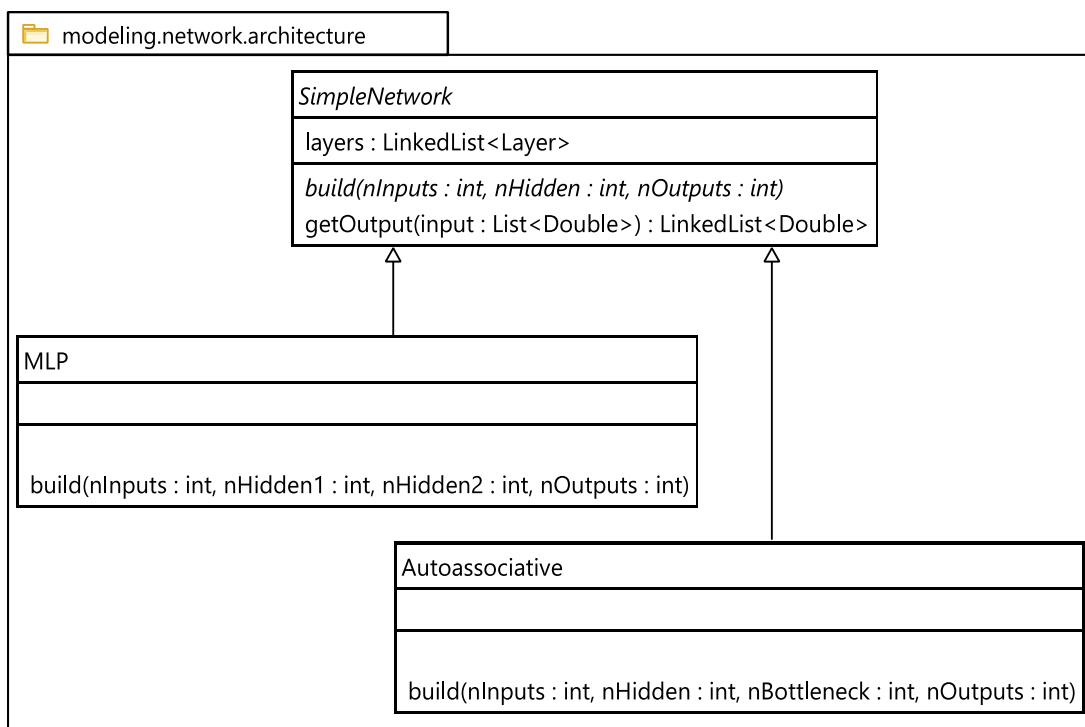 modeling.network.architecture
SimpleNetwork
layers : LinkedList<Layer>
build(nInputs : int, nHidden : int, nOutputs : int)
getOutput(input : List<Double>) : LinkedList<Double>
MLP
build(nInputs : int, nHidden1 : int, nHidden2 : int, nOutputs : int)
Autoassociative
build(nInputs : int, nHidden : int, nBottleneck : int, nOutputs : int)